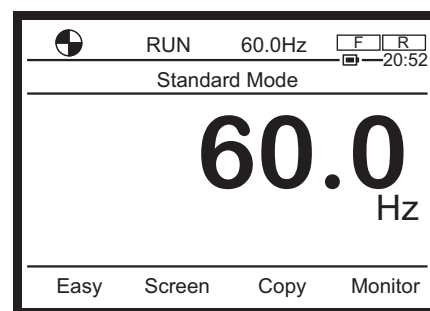 RUN 60.0Hz F R
20:52
Standard Mode
60.0
Hz
Easy Screen Copy Monitor